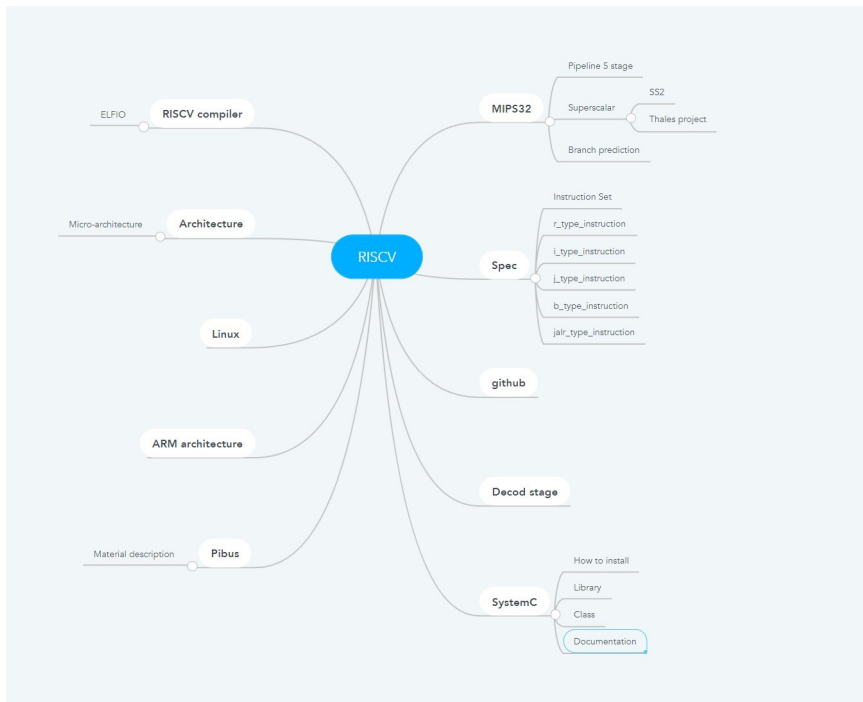 RISCV
RISCV compiler
ELFIO
Architecture
Micro-architecture
Linux
ARM architecture
Pibus
Material description
MIPS32
Pipeline 5 stage
Superscalar
SS2
Thales project
Branch prediction
Spec
Instruction Set
r_type_instruction
i_type_instruction
j_type_instruction
b_type_instruction
jalr_type_instruction
github
Decod stage
SystemC
How to install
Library
Class
Documentation